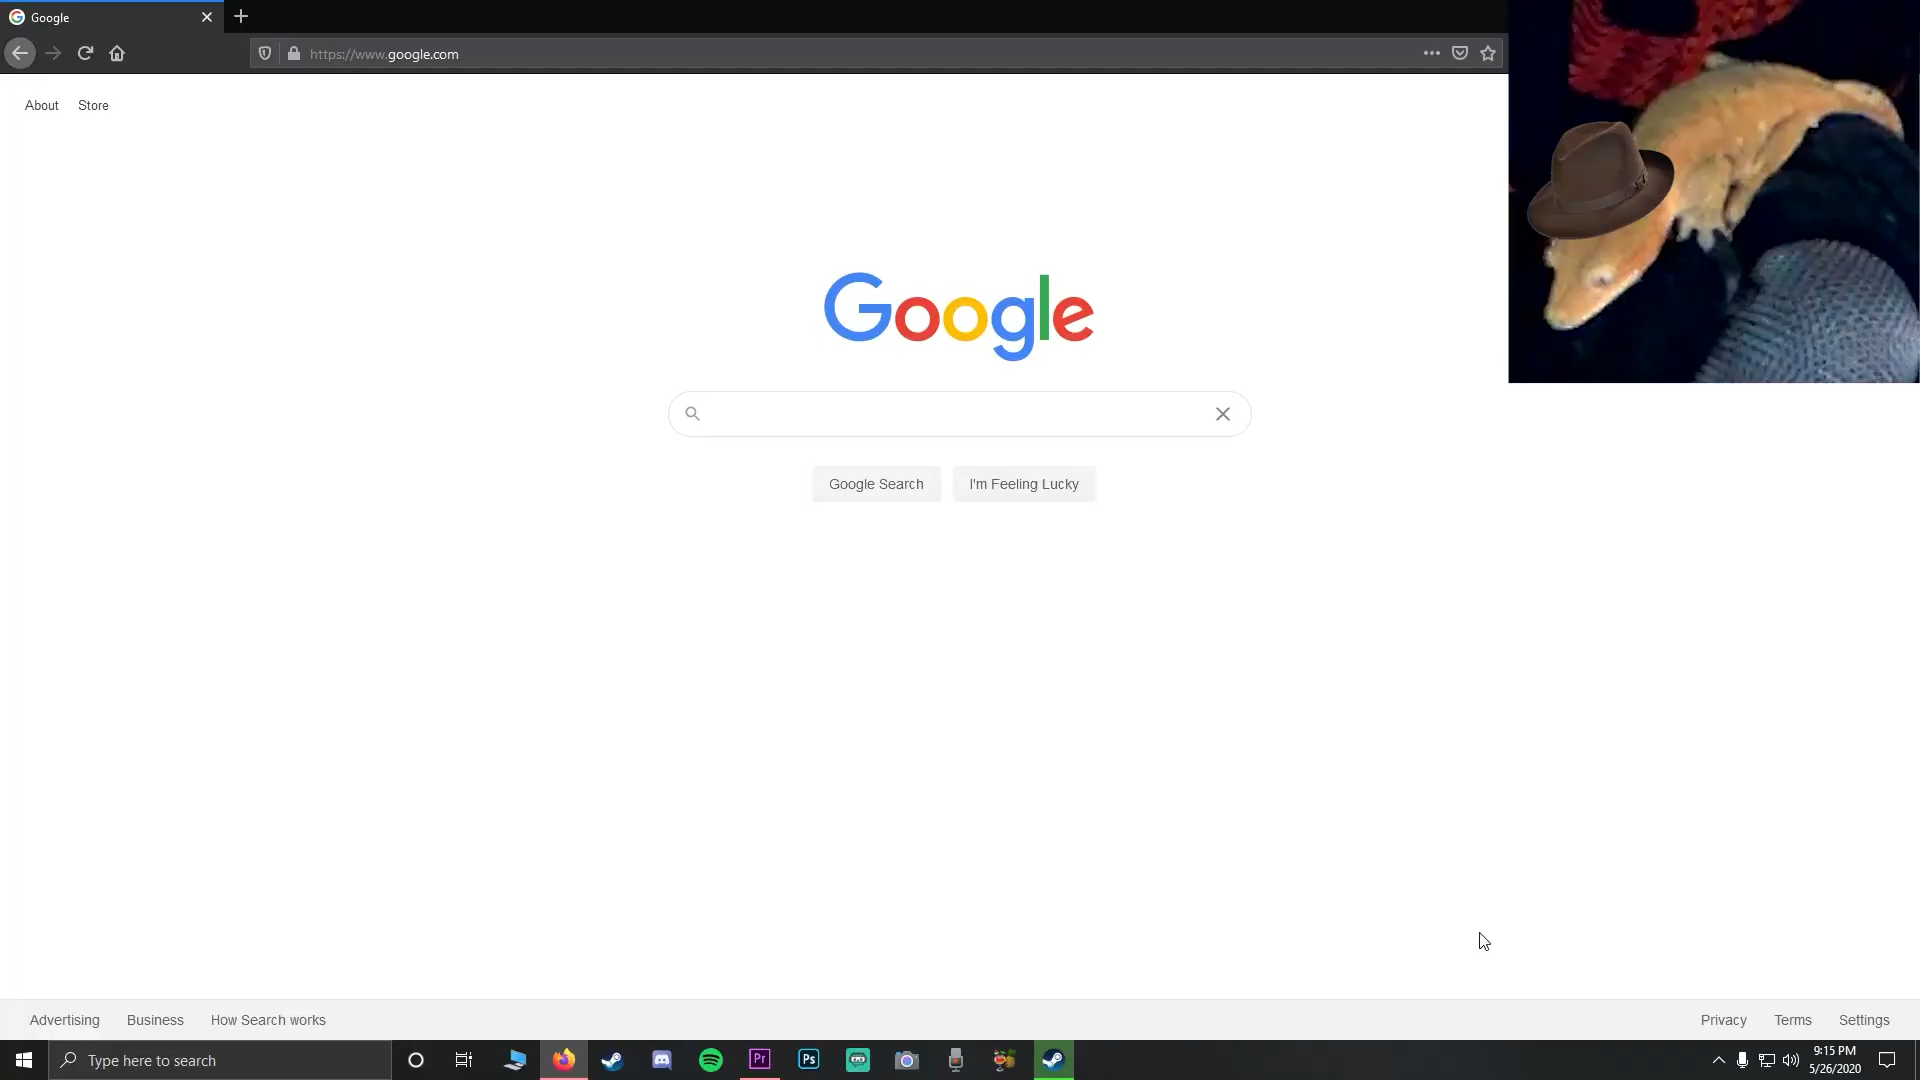 Google
https://www.google.com
About Store
Google
Google Search I'm Feeling Lucky
Advertising Business How Search works Privacy Terms Settings
Type here to search
Pr
Ps
9:15 PM
5/26/2020